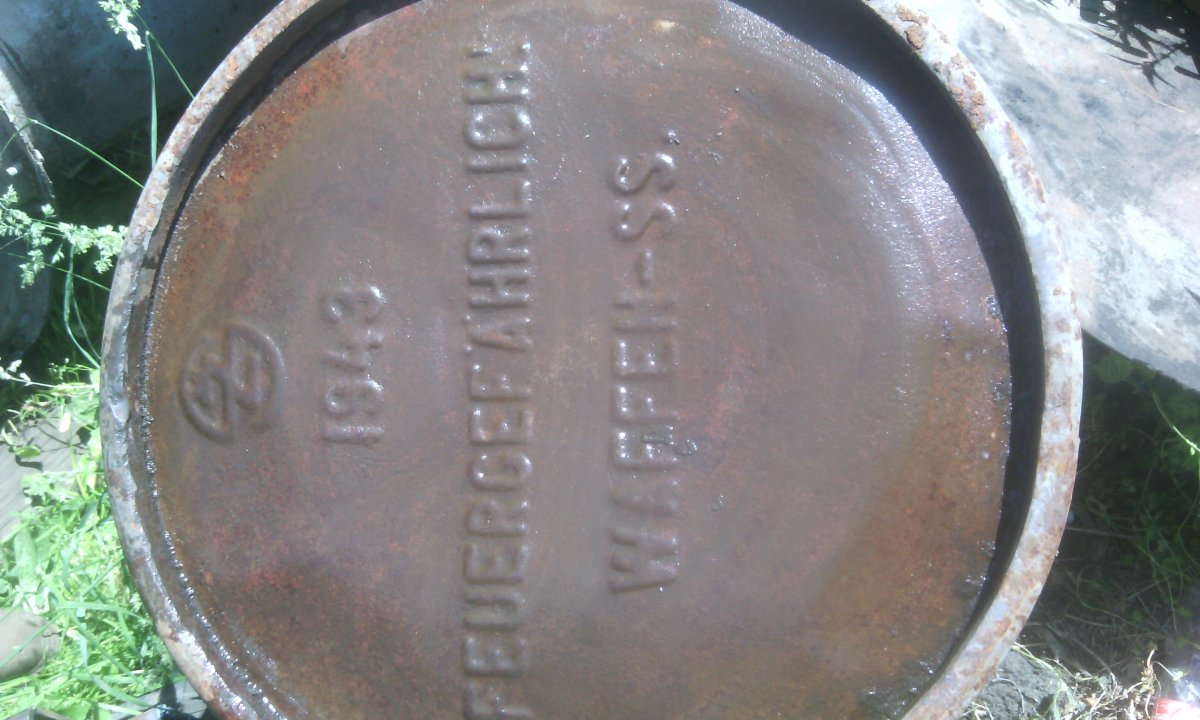 1943
FEUERGEFÄHRLICH.
WAFFEN-SS.